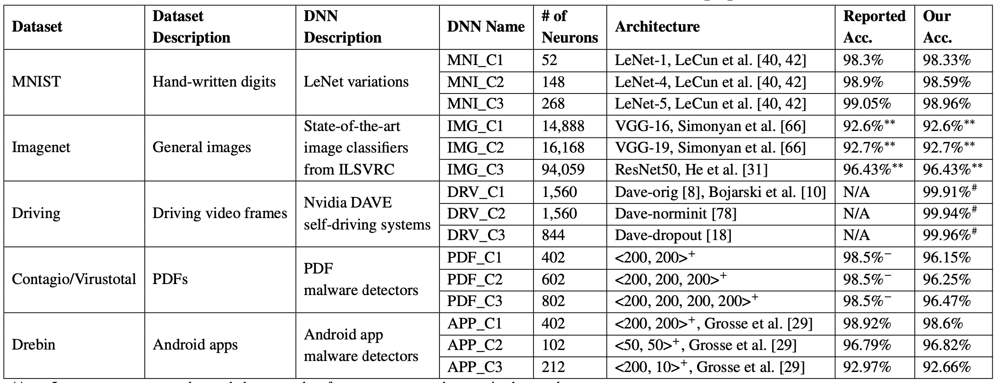 Dataset | Dataset Description | DNN Description | DNN Name | # of Neurons | Architecture | Reported Acc. | Our Acc.
MNIST | Hand-written digits | LeNet variations | MNI_C1 | 52 | LeNet-1, LeCun et al. [40, 42] | 98.3% | 98.33%
MNI_C2 | 148 | LeNet-4, LeCun et al. [40, 42] | 98.9% | 98.59%
MNI_C3 | 268 | LeNet-5, LeCun et al. [40, 42] | 99.05% | 98.96%
Imagenet | General images | State-of-the-art image classifiers from ILSVRC | IMG_C1 | 14,888 | VGG-16, Simonyan et al. [66] | 92.6%** | 92.6%**
IMG_C2 | 16,168 | VGG-19, Simonyan et al. [66] | 92.7%** | 92.7%**
IMG_C3 | 94,059 | ResNet50, He et al. [31] | 96.43%** | 96.43%**
Driving | Driving video frames | Nvidia DAVE self-driving systems | DRV_C1 | 1,560 | Dave-orig [8], Bojarski et al. [10] | N/A | 99.91%#
DRV_C2 | 1,560 | Dave-norminit [78] | N/A | 99.94%#
DRV_C3 | 844 | Dave-dropout [18] | N/A | 99.96%#
Contagio/Virustotal | PDFs | PDF malware detectors | PDF_C1 | 402 | <200, 200>+ | 98.5%− | 96.15%
PDF_C2 | 602 | <200, 200, 200>+ | 98.5%− | 96.25%
PDF_C3 | 802 | <200, 200, 200, 200>+ | 98.5%− | 96.47%
Drebin | Android apps | Android app malware detectors | APP_C1 | 402 | <200, 200>+, Grosse et al. [29] | 98.92% | 98.6%
APP_C2 | 102 | <50, 50>+, Grosse et al. [29] | 96.79% | 96.82%
APP_C3 | 212 | <200, 10>+, Grosse et al. [29] | 92.97% | 92.66%